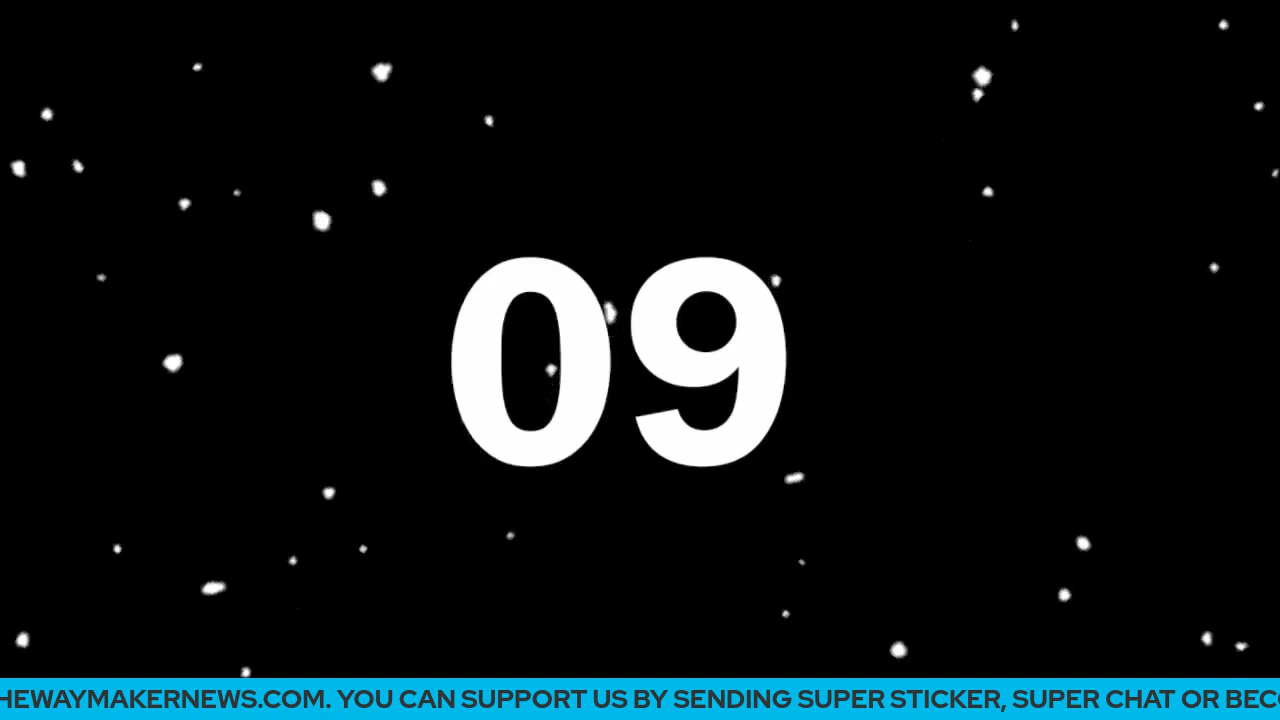 09
HEWAYMAKERNEWS.COM. YOU CAN SUPPORT US BY SENDING SUPER STICKER, SUPER CHAT OR BEC